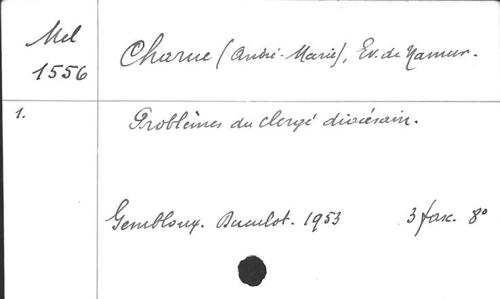 Mel
1556
Charue (André-Marie), Ev. de Namur.
1.
Problèmes du clergé diocésain.
Gembloux. Duculot. 1953 3 fasc. 8°